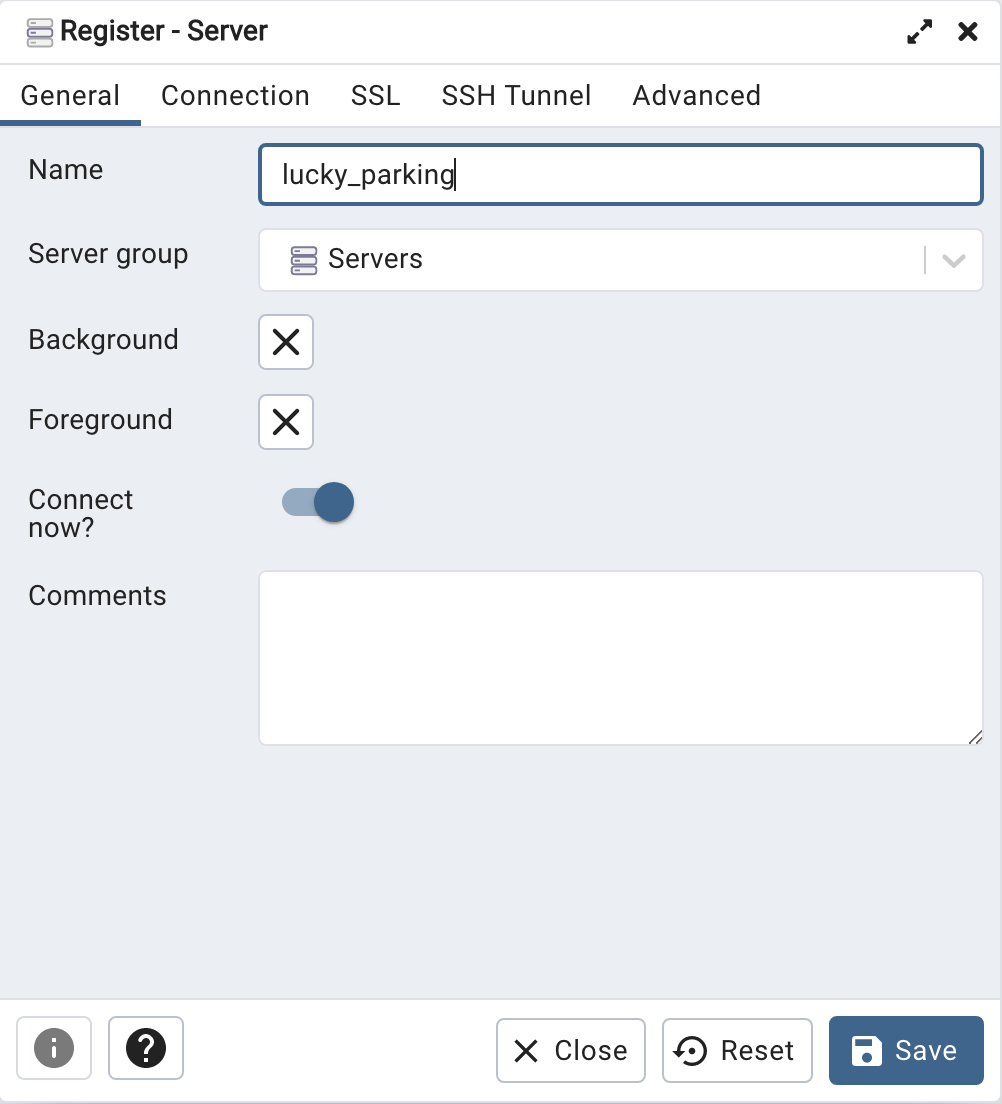 Register - Server
General Connection SSL SSH Tunnel Advanced
Name lucky_parking
Server group Servers
Background
Foreground
Connect
now?
Comments
Close Reset Save